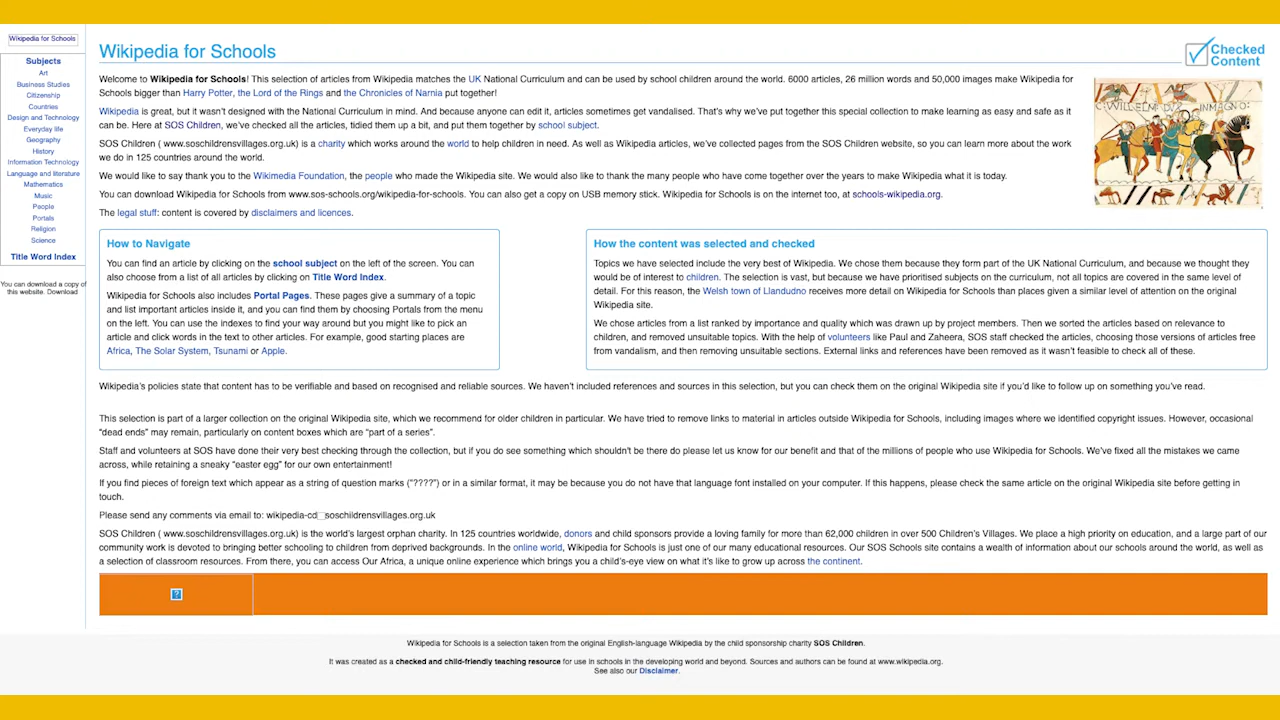 Wikipedia for Schools
Subjects
Art
Business Studies
Citizenship
Countries
Design and Technology
Everyday life
Geography
History
Information Technology
Language and literature
Mathematics
Music
People
Portals
Religion
Science
Title Word Index
You can download a copy of
this website. Download
Wikipedia for Schools
Checked
Content
Welcome to Wikipedia for Schools! This selection of articles from Wikipedia matches the UK National Curriculum and can be used by school children around the world. 6000 articles, 26 million words and 50,000 images make Wikipedia for
Schools bigger than Harry Potter, the Lord of the Rings and the Chronicles of Narnia put together!
Wikipedia is great, but it wasn't designed with the National Curriculum in mind. And because anyone can edit it, articles sometimes get vandalised. That's why we've put together this special collection to make learning as easy and safe as it
can be. Here at SOS Children, we've checked all the articles, tidied them up a bit, and put them together by school subject.
SOS Children ( www.soschildrensvillages.org.uk) is a charity which works around the world to help children in need. As well as Wikipedia articles, we've collected pages from the SOS Children website, so you can learn more about the work
we do in 125 countries around the world.
We would like to say thank you to the Wikimedia Foundation, the people who made the Wikipedia site. We would also like to thank the many people who have come together over the years to make Wikipedia what it is today.
You can download Wikipedia for Schools from www.sos-schools.org/wikipedia-for-schools. You can also get a copy on USB memory stick. Wikipedia for Schools is on the internet too, at schools-wikipedia.org.
The legal stuff: content is covered by disclaimers and licences.
How to Navigate
You can find an article by clicking on the school subject on the left of the screen. You can
also choose from a list of all articles by clicking on Title Word Index.
Wikipedia for Schools also includes Portal Pages. These pages give a summary of a topic
and list important articles inside it, and you can find them by choosing Portals from the menu
on the left. You can use the indexes to find your way around but you might like to pick an
article and click words in the text to other articles. For example, good starting places are
Africa, The Solar System, Tsunami or Apple.
How the content was selected and checked
Topics we have selected include the very best of Wikipedia. We chose them because they form part of the UK National Curriculum, and because we thought they
would be of interest to children. The selection is vast, but because we have prioritised subjects on the curriculum, not all topics are covered in the same level of
detail. For this reason, the Welsh town of Llandudno receives more detail on Wikipedia for Schools than places given a similar level of attention on the original
Wikipedia site.
We chose articles from a list ranked by importance and quality which was drawn up by project members. Then we sorted the articles based on relevance to
children, and removed unsuitable topics. With the help of volunteers like Paul and Zaheera, SOS staff checked the articles, choosing those versions of articles free
from vandalism, and then removing unsuitable sections. External links and references have been removed as it wasn't feasible to check all of these.
Wikipedia's policies state that content has to be verifiable and based on recognised and reliable sources. We haven't included references and sources in this selection, but you can check them on the original Wikipedia site if you'd like to follow up on something you've read.
This selection is part of a larger collection on the original Wikipedia site, which we recommend for older children in particular. We have tried to remove links to material in articles outside Wikipedia for Schools, including images where we identified copyright issues. However, occasional
"dead ends" may remain, particularly on content boxes which are "part of a series".
Staff and volunteers at SOS have done their very best checking through the collection, but if you do see something which shouldn't be there do please let us know for our benefit and that of the millions of people who use Wikipedia for Schools. We've fixed all the mistakes we came
across, while retaining a sneaky "easter egg" for our own entertainment!
If you find pieces of foreign text which appear as a string of question marks ("????") or in a similar format, it may be because you do not have that language font installed on your computer. If this happens, please check the same article on the original Wikipedia site before getting in
touch.
Please send any comments via email to: wikipedia-cd soschildrensvillages.org.uk
SOS Children ( www.soschildrensvillages.org.uk) is the world's largest orphan charity. In 125 countries worldwide, donors and child sponsors provide a loving family for more than 62,000 children in over 500 Children's Villages. We place a high priority on education, and a large part of our
community work is devoted to bringing better schooling to children from deprived backgrounds. In the online world, Wikipedia for Schools is just one of our many educational resources. Our SOS Schools site contains a wealth of information about our schools around the world, as well as
a selection of classroom resources. From there, you can access Our Africa, a unique online experience which brings you a child's-eye view on what it's like to grow up across the continent.
?
Wikipedia for Schools is a selection taken from the original English-language Wikipedia by the child sponsorship charity SOS Children.
It was created as a checked and child-friendly teaching resource for use in schools in the developing world and beyond. Sources and authors can be found at www.wikipedia.org.
See also our Disclaimer.